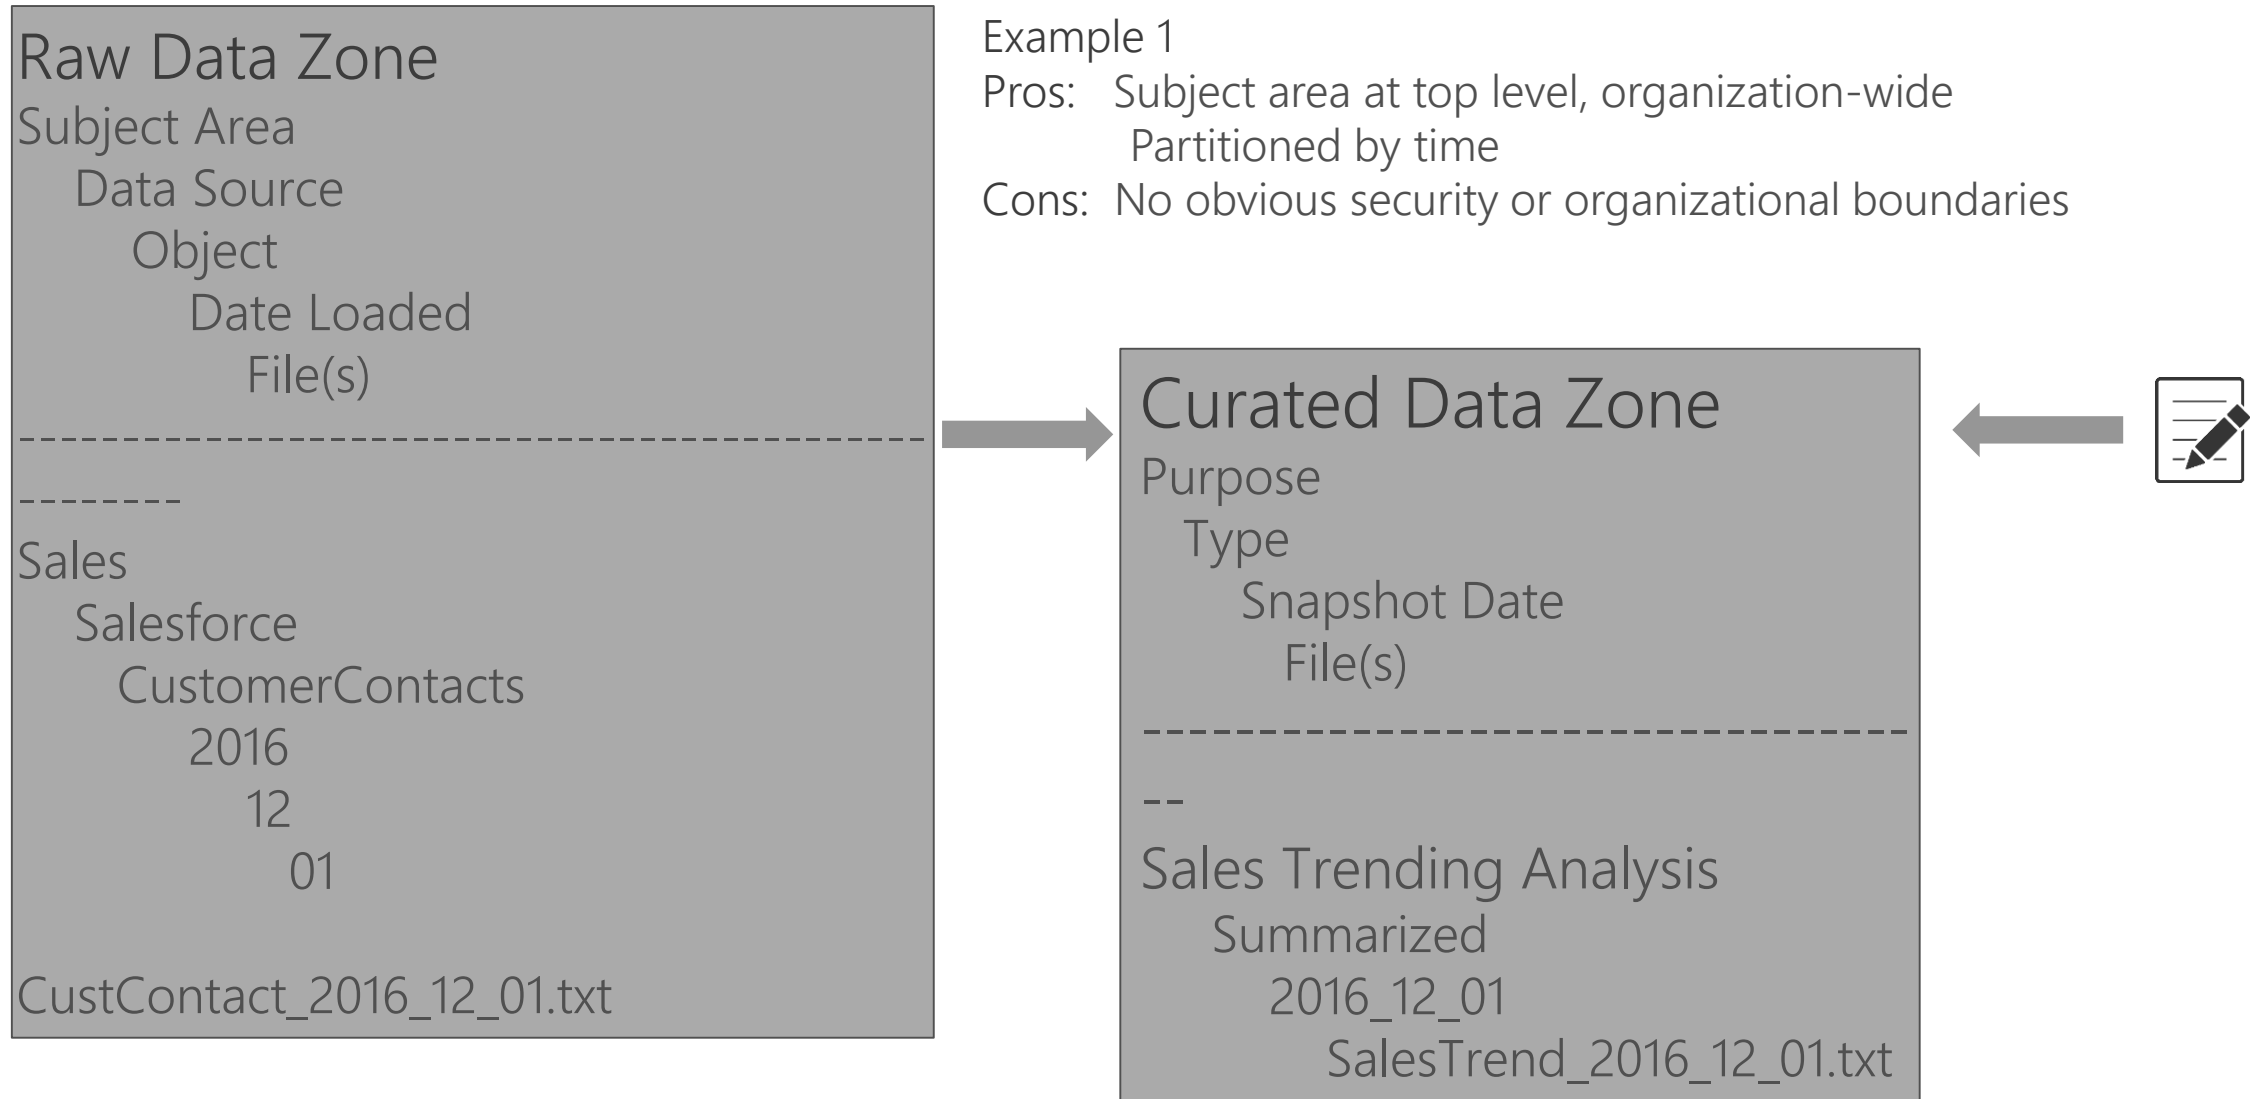 Raw Data Zone
Subject Area
Data Source
Object
Date Loaded
File(s)
--------------------------------------------
--------
Sales
Salesforce
CustomerContacts
2016
12
01
CustContact_2016_12_01.txt
Example 1
Pros: Subject area at top level, organization-wide
Partitioned by time
Cons: No obvious security or organizational boundaries
Curated Data Zone
Purpose
Type
Snapshot Date
File(s)
----------------------------------
--
Sales Trending Analysis
Summarized
2016_12_01
SalesTrend_2016_12_01.txt